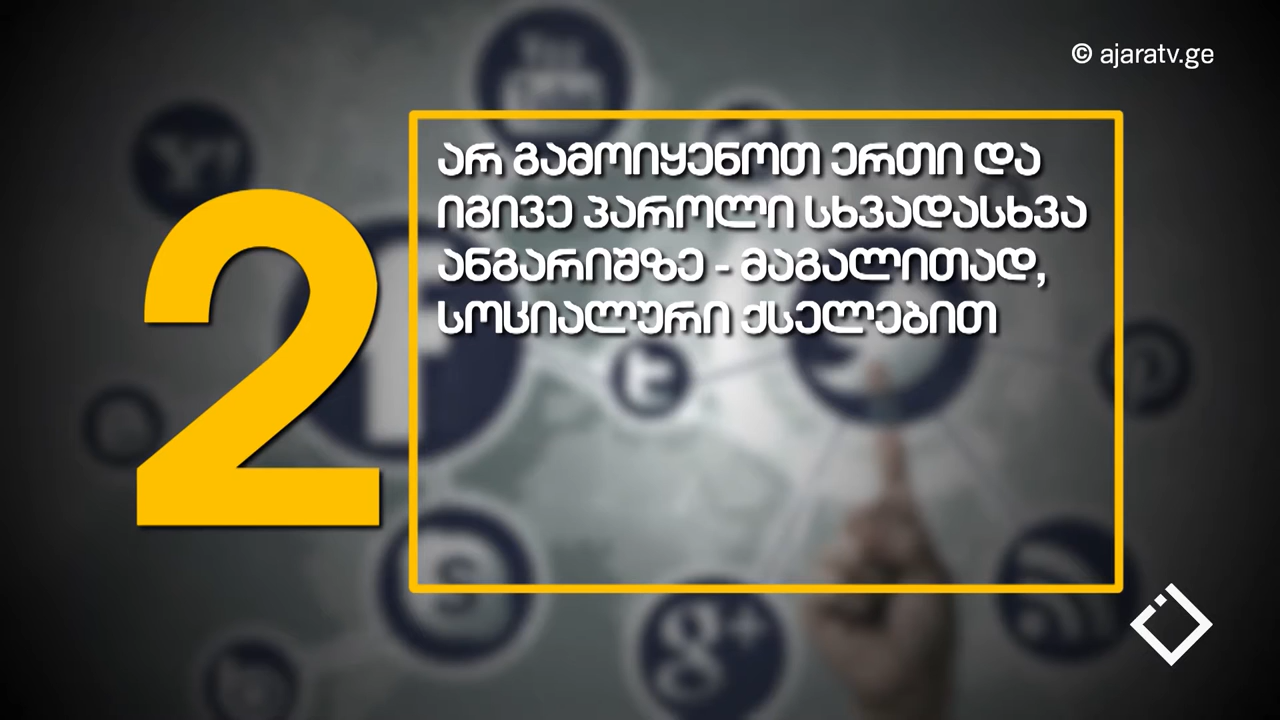 © ajaratv.ge
2
არ გამოიყენოთ ერთი და
იგივე პაროლი სხვადასხვა
ანგარიშზე - მაგალითად,
სოციალური ქსელებით